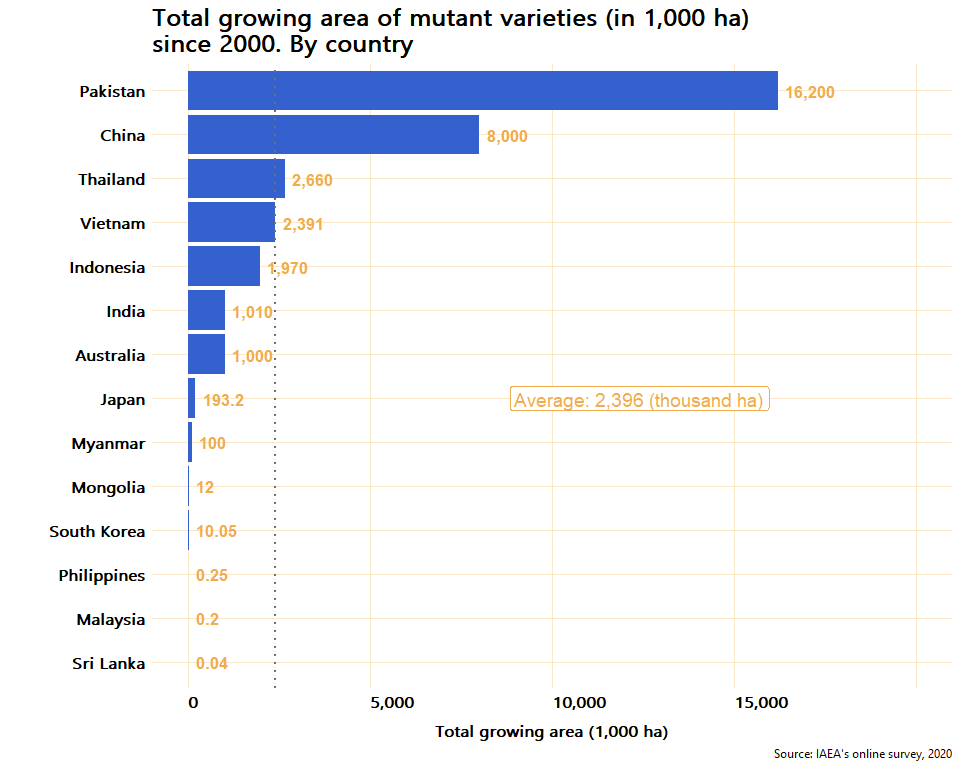 Total growing area of mutant varieties (in 1,000 ha)
since 2000. By country
Pakistan 16,200
China 8,000
Thailand 2,660
Vietnam 2,391
Indonesia 1,970
India 1,010
Australia 1,000
Japan 193.2 Average: 2,396 (thousand ha)
Myanmar 100
Mongolia 12
South Korea 10.05
Philippines 0.25
Malaysia 0.2
Sri Lanka 0.04
0 5,000 10,000 15,000
Total growing area (1,000 ha)
Source: IAEA's online survey, 2020